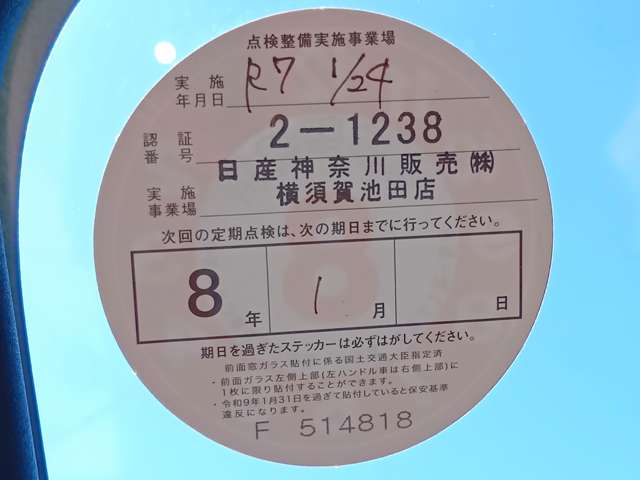 点検整備実施事業場
実施年月日 R7 1/24
認証番号 2-1238
日産神奈川販売㈱
実施事業場 横須賀池田店
次回の定期点検は、次の期日までに行ってください。
8年 1月 日
期日を過ぎたステッカーは必ずはがしてください。
前面窓ガラス貼付に係る国土交通大臣指定済
・前面ガラス左側上部(左ハンドル車は右側上部)に
1枚に限り貼付することができます。
・令和9年1月31日を過ぎて貼付していると保安基準
違反になります。
F 514818